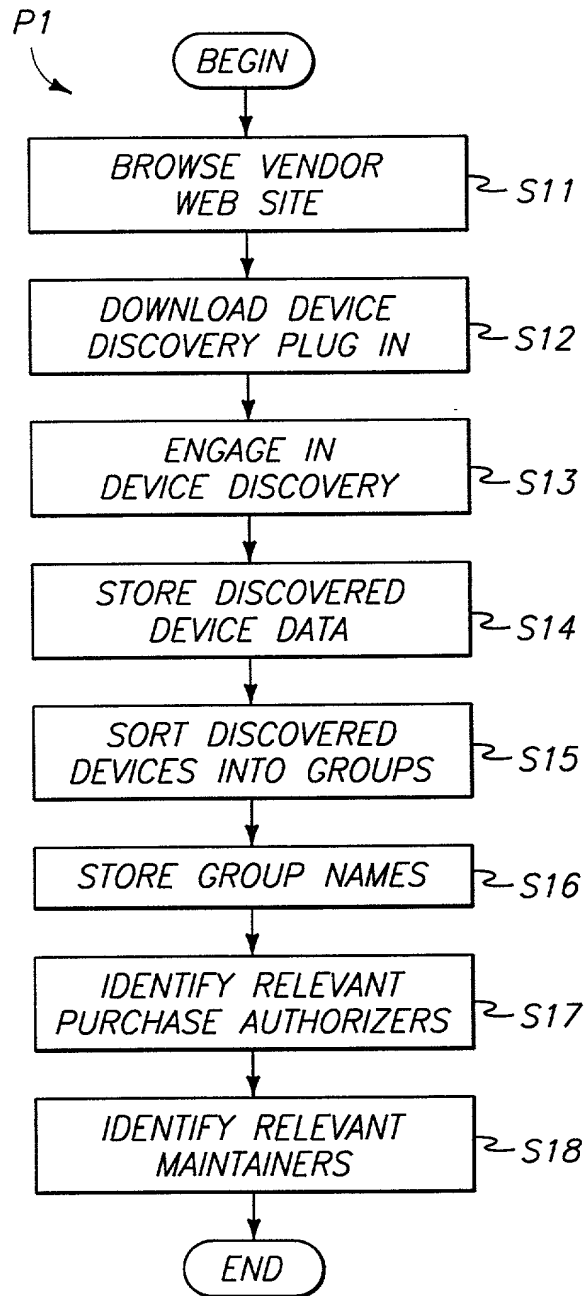 P1
BEGIN
BROWSE VENDOR
WEB SITE
S11
DOWNLOAD DEVICE
DISCOVERY PLUG IN
S12
ENGAGE IN
DEVICE DISCOVERY
S13
STORE DISCOVERED
DEVICE DATA
S14
SORT DISCOVERED
DEVICES INTO GROUPS
S15
STORE GROUP NAMES
S16
IDENTIFY RELEVANT
PURCHASE AUTHORIZERS
S17
IDENTIFY RELEVANT
MAINTAINERS
S18
END